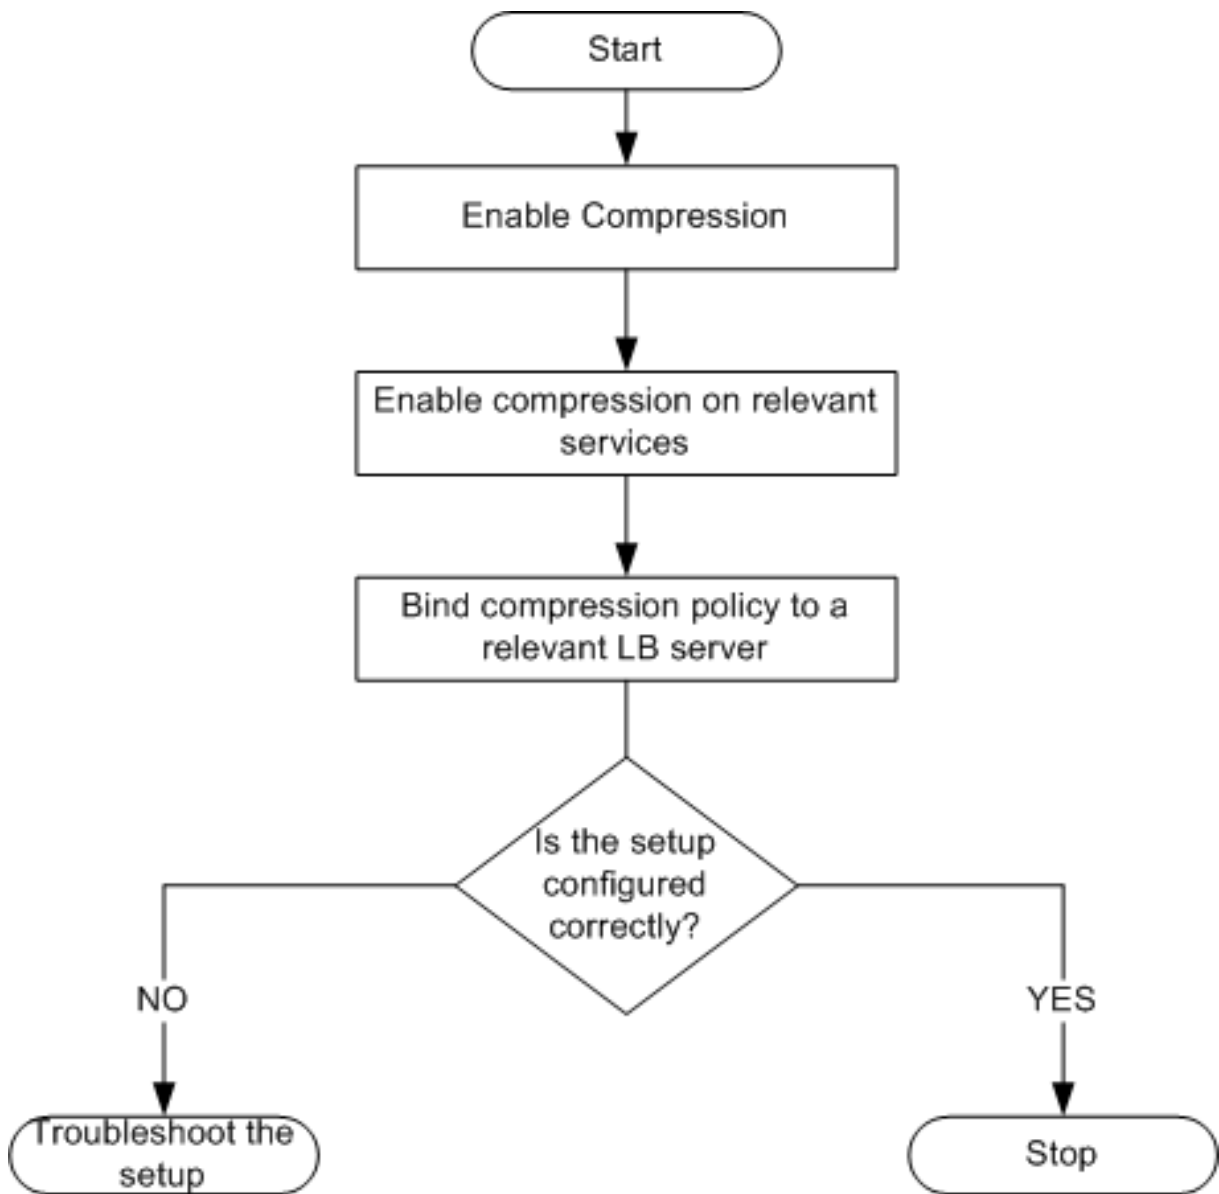 Start
Enable Compression
Enable compression on relevant
services
Bind compression policy to a
relevant LB server
Is the setup
configured
correctly?
NO
YES
Troubleshoot the
setup
Stop